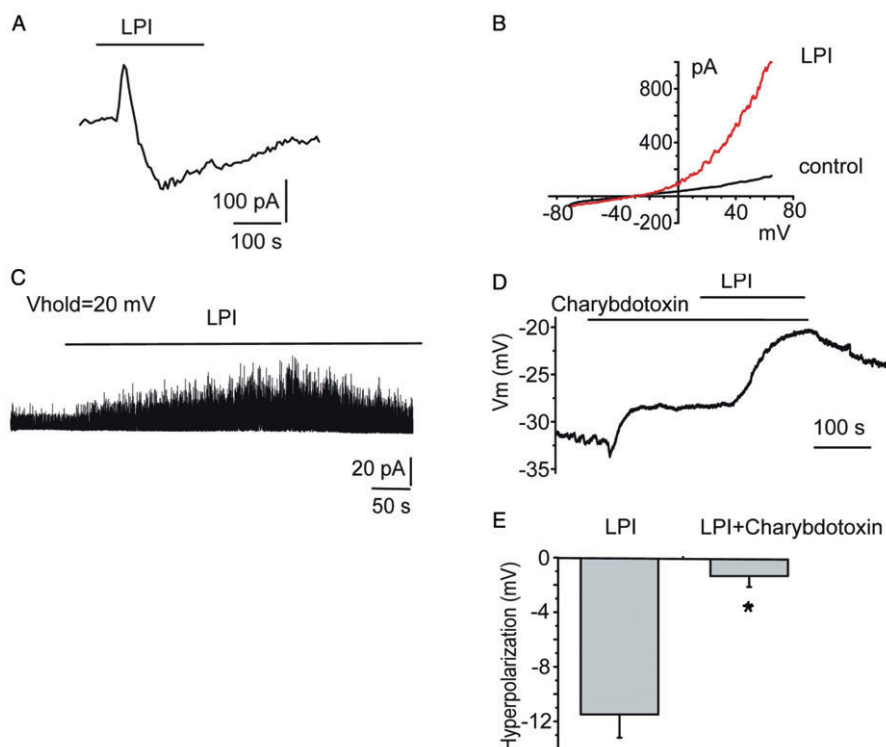 A
LPI
100 pA
100 s
B
pA
LPI
800
400
control
-80
-40
40
80
-200
mV
C
Vhold=20 mV
LPI
20 pA
50 s
D
LPI
Charybdotoxin
-20
-25
-30
-35
Vm (mV)
100 s
E
LPI
LPI+Charybdotoxin
0
-4
-8
-12
Hyperpolarization (mV)
*